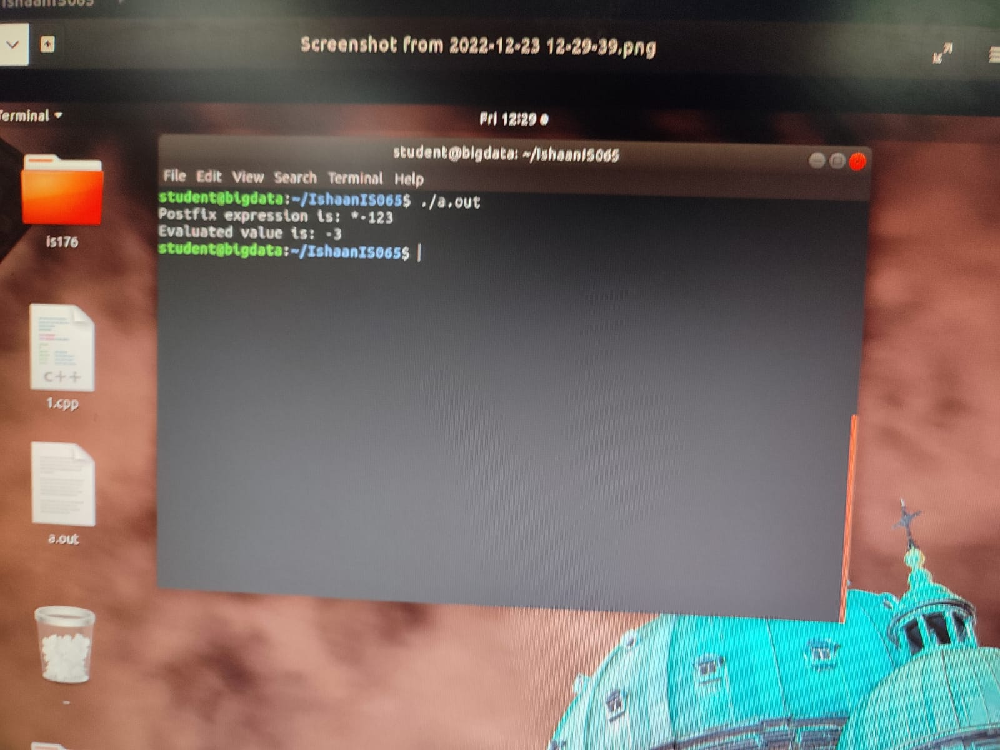 Screenshot from 2022-12-23 12-29-39.png
Terminal
Fri 12:29
student@bigdata: ~/IshaanIS065
File Edit View Search Terminal Help
student@bigdata:~/IshaanIS065$ ./a.out
Postfix expression is: *-123
Evaluated value is: -3
student@bigdata:~/IshaanIS065$
is176
C++
1.cpp
a.out